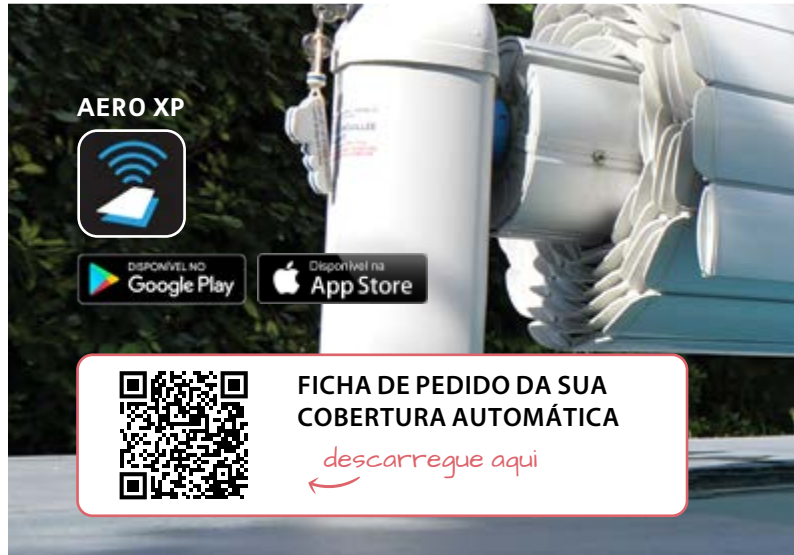 AERO XP
DISPONÍVEL NO
Google Play
Disponível na
App Store
FICHA DE PEDIDO DA SUA
COBERTURA AUTOMÁTICA
descarregue aqui